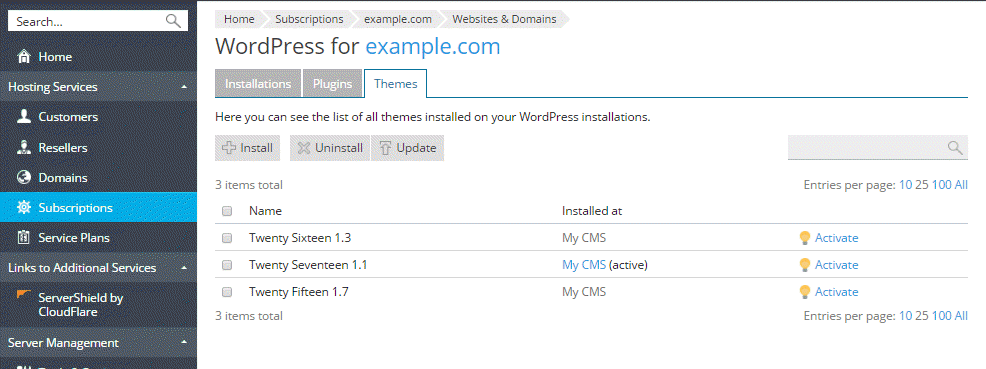 Search...
Home
Hosting Services
Customers
Resellers
Domains
Subscriptions
Service Plans
Links to Additional Services
ServerShield by
CloudFlare
Server Management
Home Subscriptions example.com Websites & Domains
WordPress for example.com
Installations Plugins Themes
Here you can see the list of all themes installed on your WordPress installations.
Install Uninstall Update
3 items total Entries per page: 10 25 100 All
Name Installed at
Twenty Sixteen 1.3 My CMS Activate
Twenty Seventeen 1.1 My CMS (active) Activate
Twenty Fifteen 1.7 My CMS Activate
3 items total Entries per page: 10 25 100 All